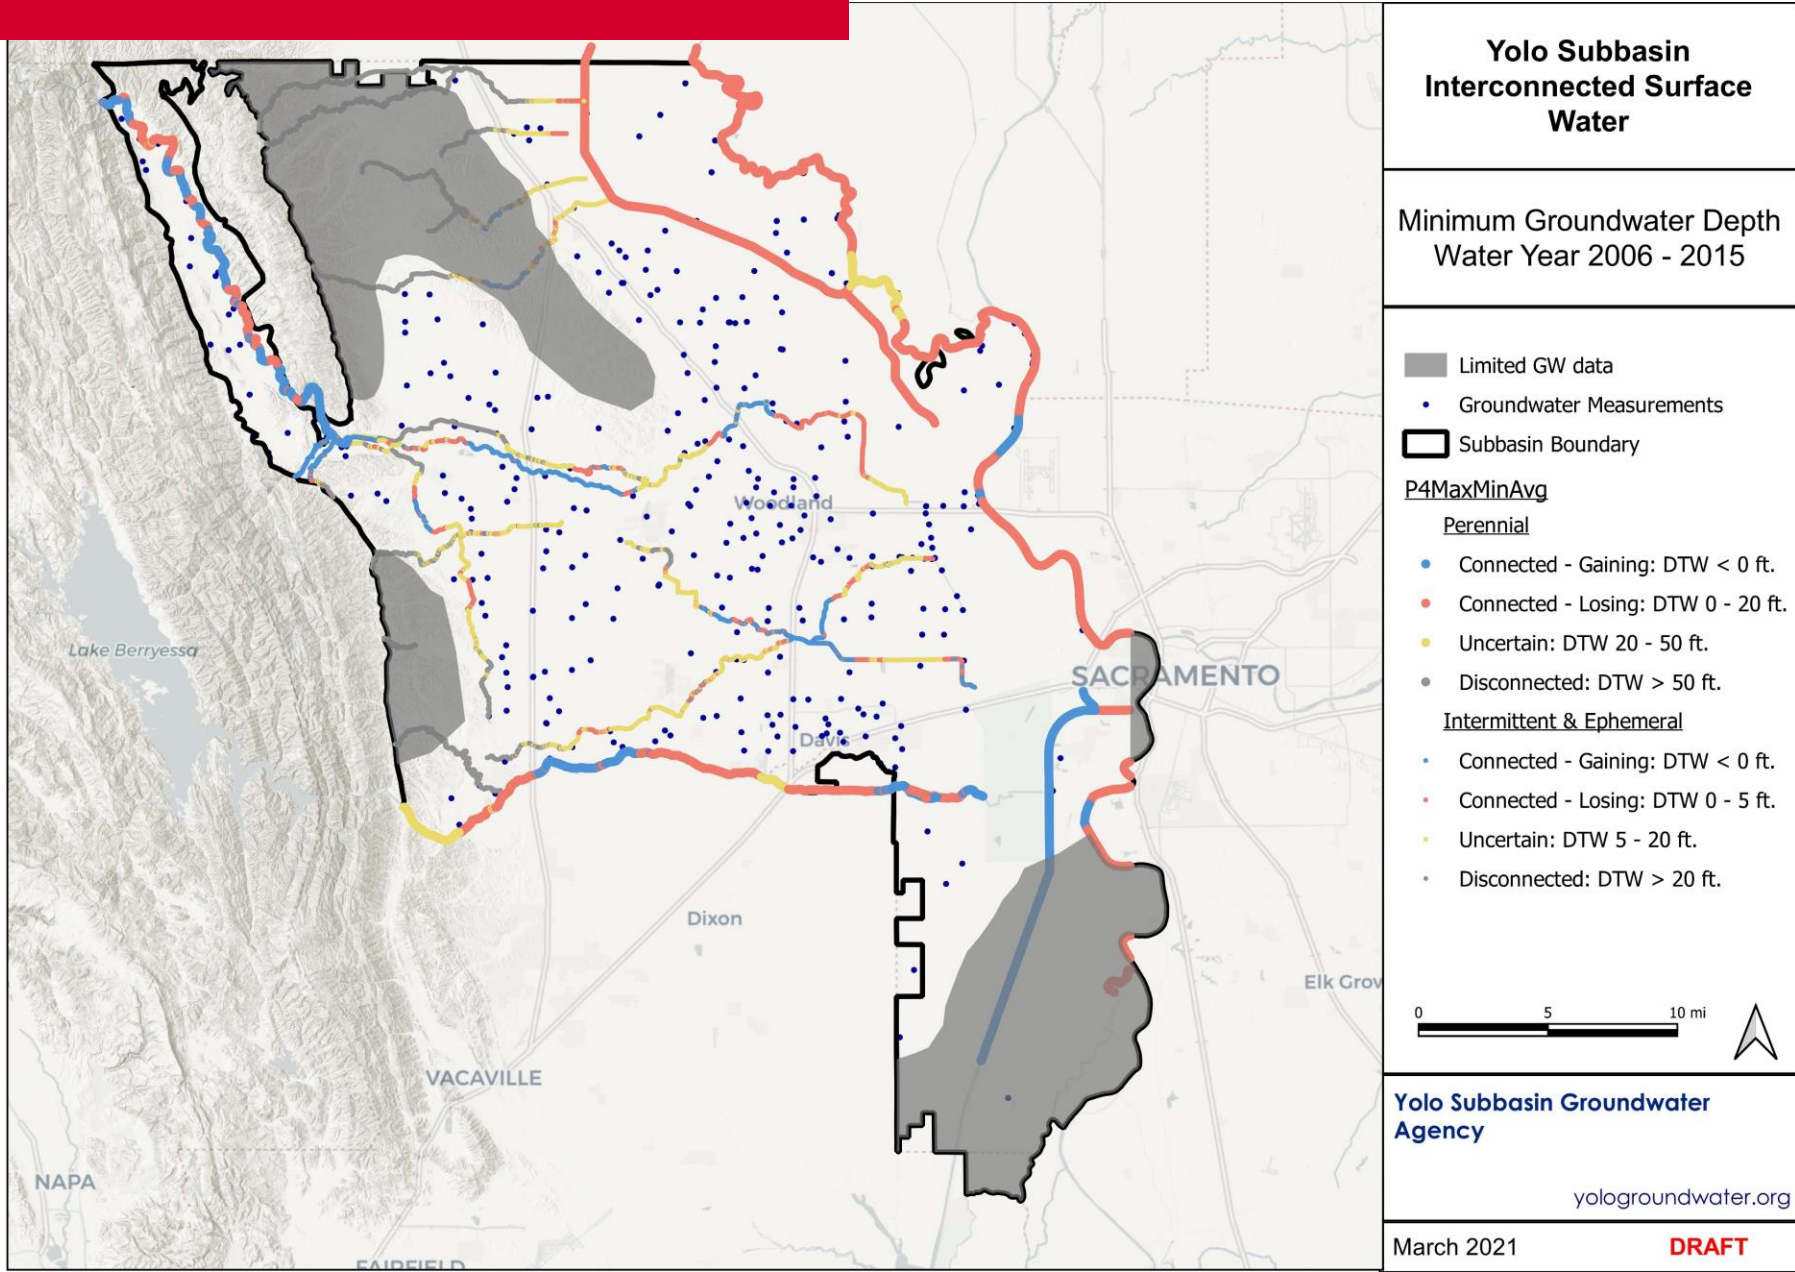 Yolo Subbasin
Interconnected Surface
Water
Minimum Groundwater Depth
Water Year 2006 - 2015
Limited GW data
Groundwater Measurements
Subbasin Boundary
P4MaxMinAvg
Perennial
Connected - Gaining: DTW < 0 ft.
Connected - Losing: DTW 0 - 20 ft.
Uncertain: DTW 20 - 50 ft.
Disconnected: DTW > 50 ft.
Intermittent & Ephemeral
Connected - Gaining: DTW < 0 ft.
Connected - Losing: DTW 0 - 5 ft.
Uncertain: DTW 5 - 20 ft.
Disconnected: DTW > 20 ft.
0 5 10 mi
Yolo Subbasin Groundwater
Agency
yologroundwater.org
March 2021 DRAFT
Woodland
Lake Berryessa
SACRAMENTO
Davis
Dixon
Elk Grov
VACAVILLE
NAPA
FAIRFIELD